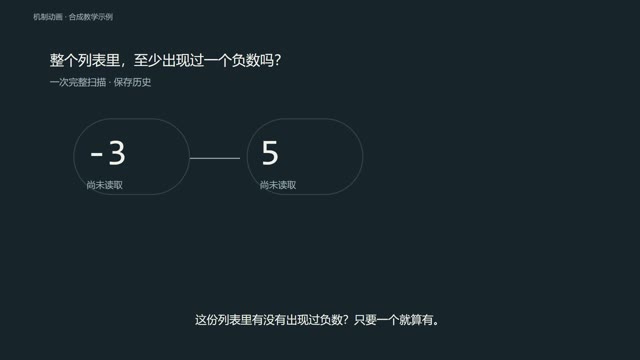 机制动画 · 合成教学示例
整个列表里，至少出现过一个负数吗？
一次完整扫描 · 保存历史
-3
尚未读取
5
尚未读取
这份列表里有没有出现过负数？只要一个就算有。